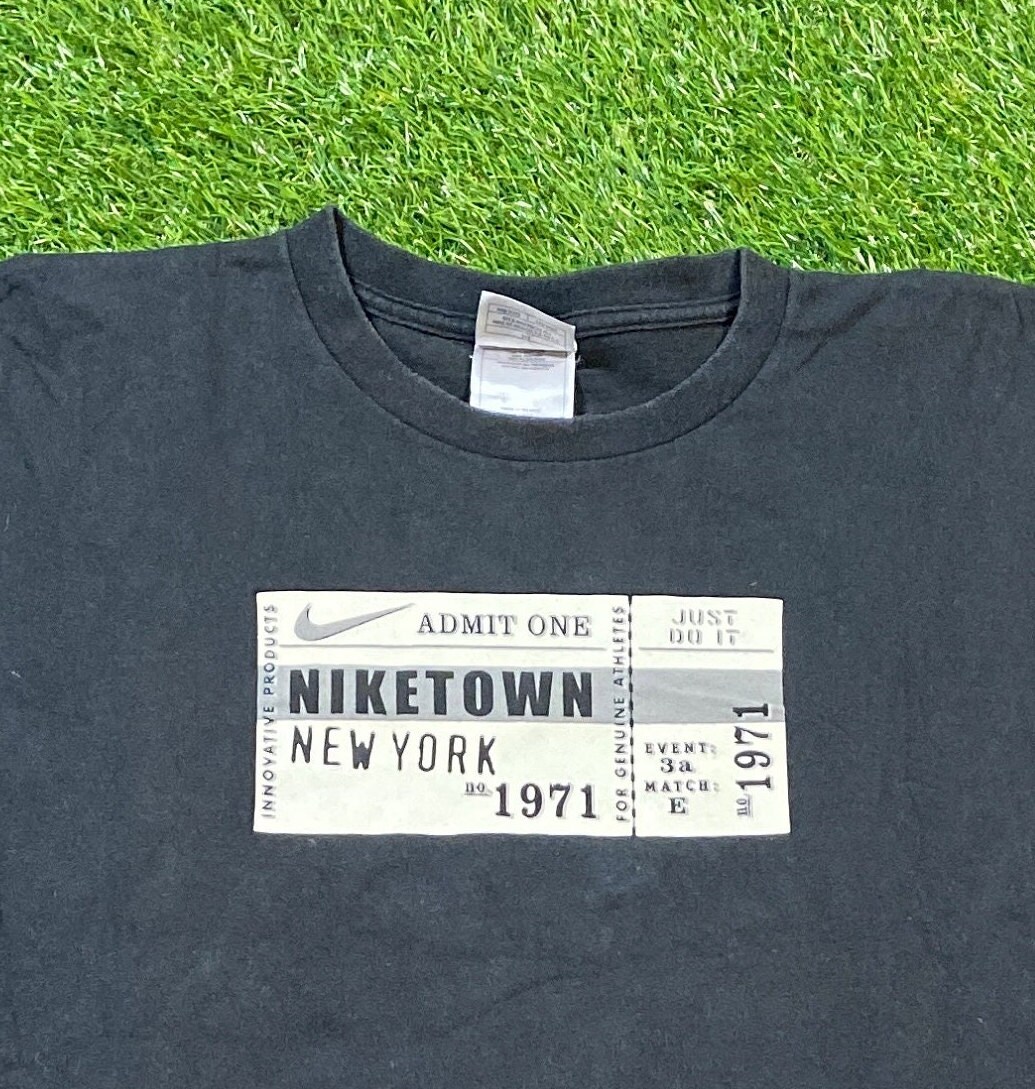 INNOVATIVE PRODUCTS
ADMIT ONE
NIKETOWN
NEW YORK
no. 1971
FOR GENUINE ATHLETES
JUST
DO IT
EVENT:
3a
MATCH:
E
no. 1971